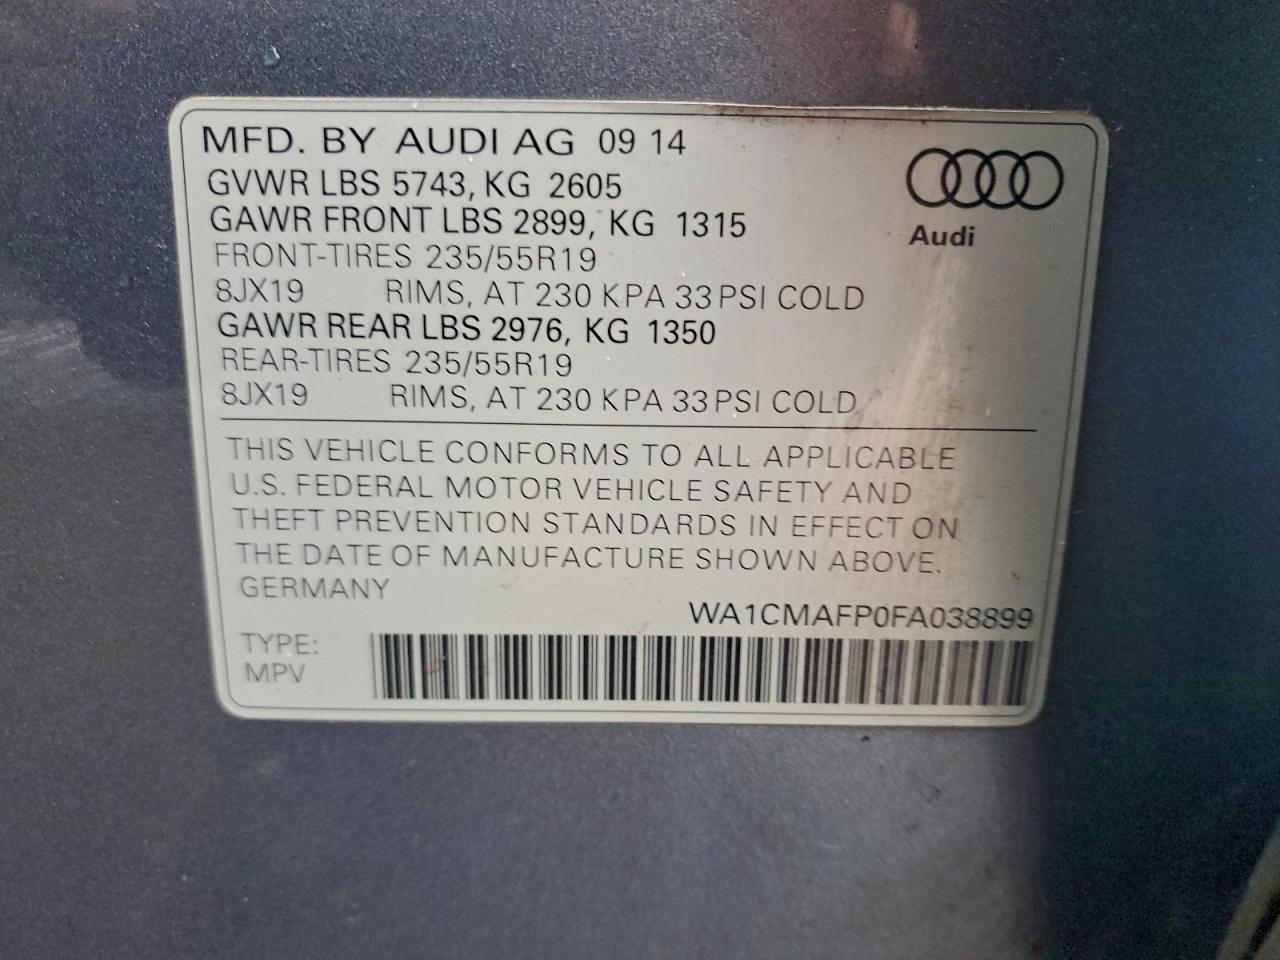 MFD. BY AUDI AG 09 14
GVWR LBS 5743, KG 2605
GAWR FRONT LBS 2899, KG 1315
Audi
FRONT-TIRES 235/55R19
8JX19 RIMS, AT 230 KPA 33 PSI COLD
GAWR REAR LBS 2976, KG 1350
REAR-TIRES 235/55R19
8JX19 RIMS, AT 230 KPA 33 PSI COLD
THIS VEHICLE CONFORMS TO ALL APPLICABLE
U.S. FEDERAL MOTOR VEHICLE SAFETY AND
THEFT PREVENTION STANDARDS IN EFFECT ON
THE DATE OF MANUFACTURE SHOWN ABOVE.
GERMANY
WA1CMAFP0FA038899
TYPE:
MPV